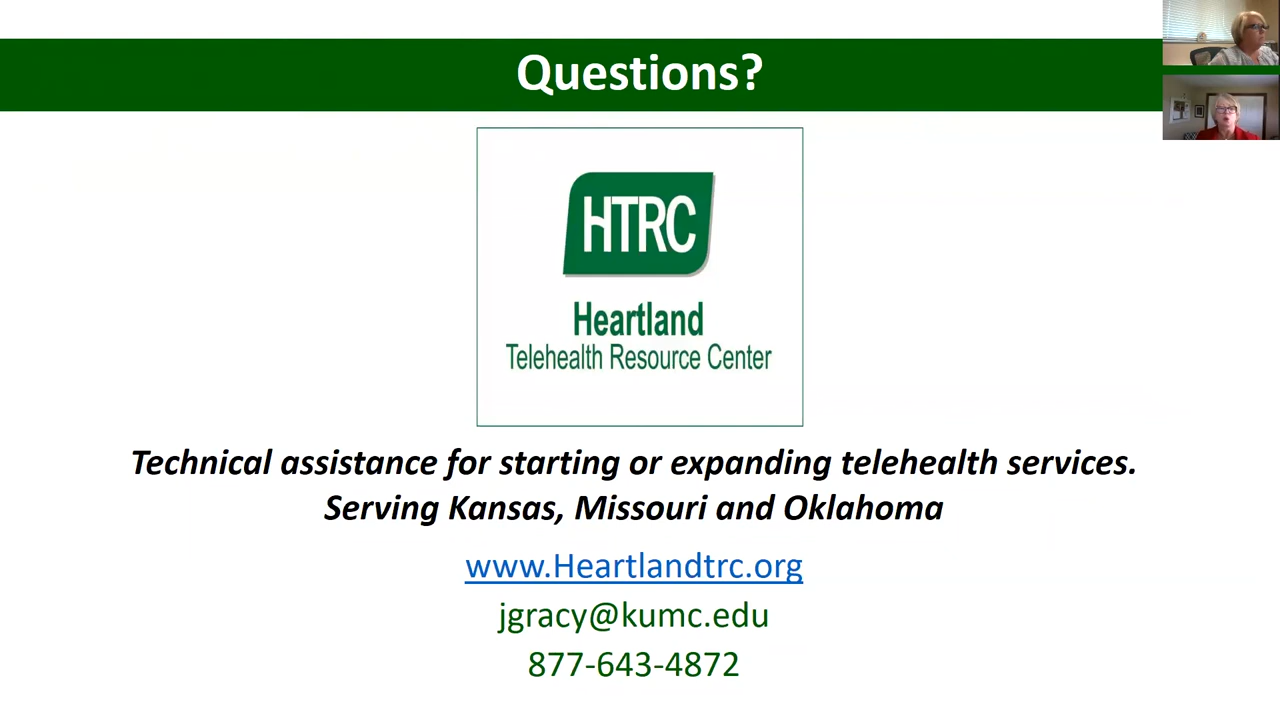 Questions?
HTRC
Heartland
Telehealth Resource Center
Technical assistance for starting or expanding telehealth services.
Serving Kansas, Missouri and Oklahoma
www.Heartlandtrc.org
jgracy@kumc.edu
877-643-4872